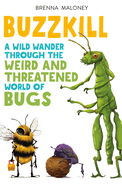 BRENNA MALONEY
BUZZKILL
A WILD WANDER
THROUGH THE
WEIRD AND
THREATENED
WORLD OF
BUGS